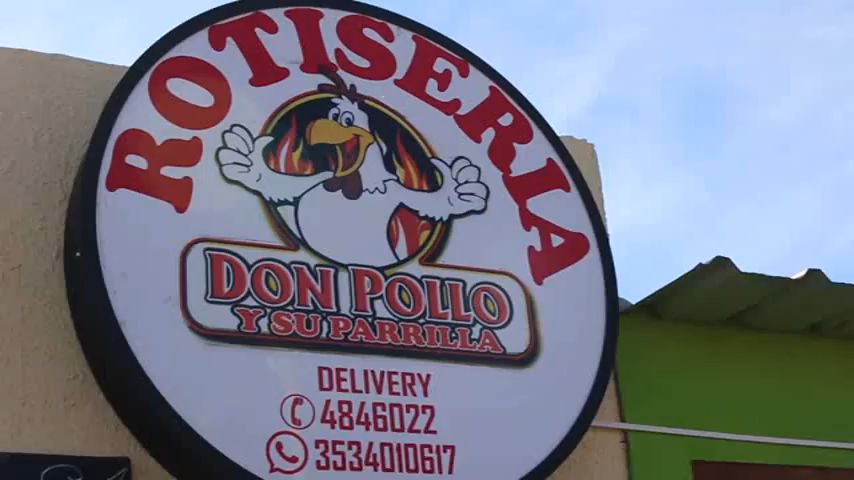 ROTISERIA
DON POLLO
Y SU PARRILLA
DELIVERY
4846022
3534010617